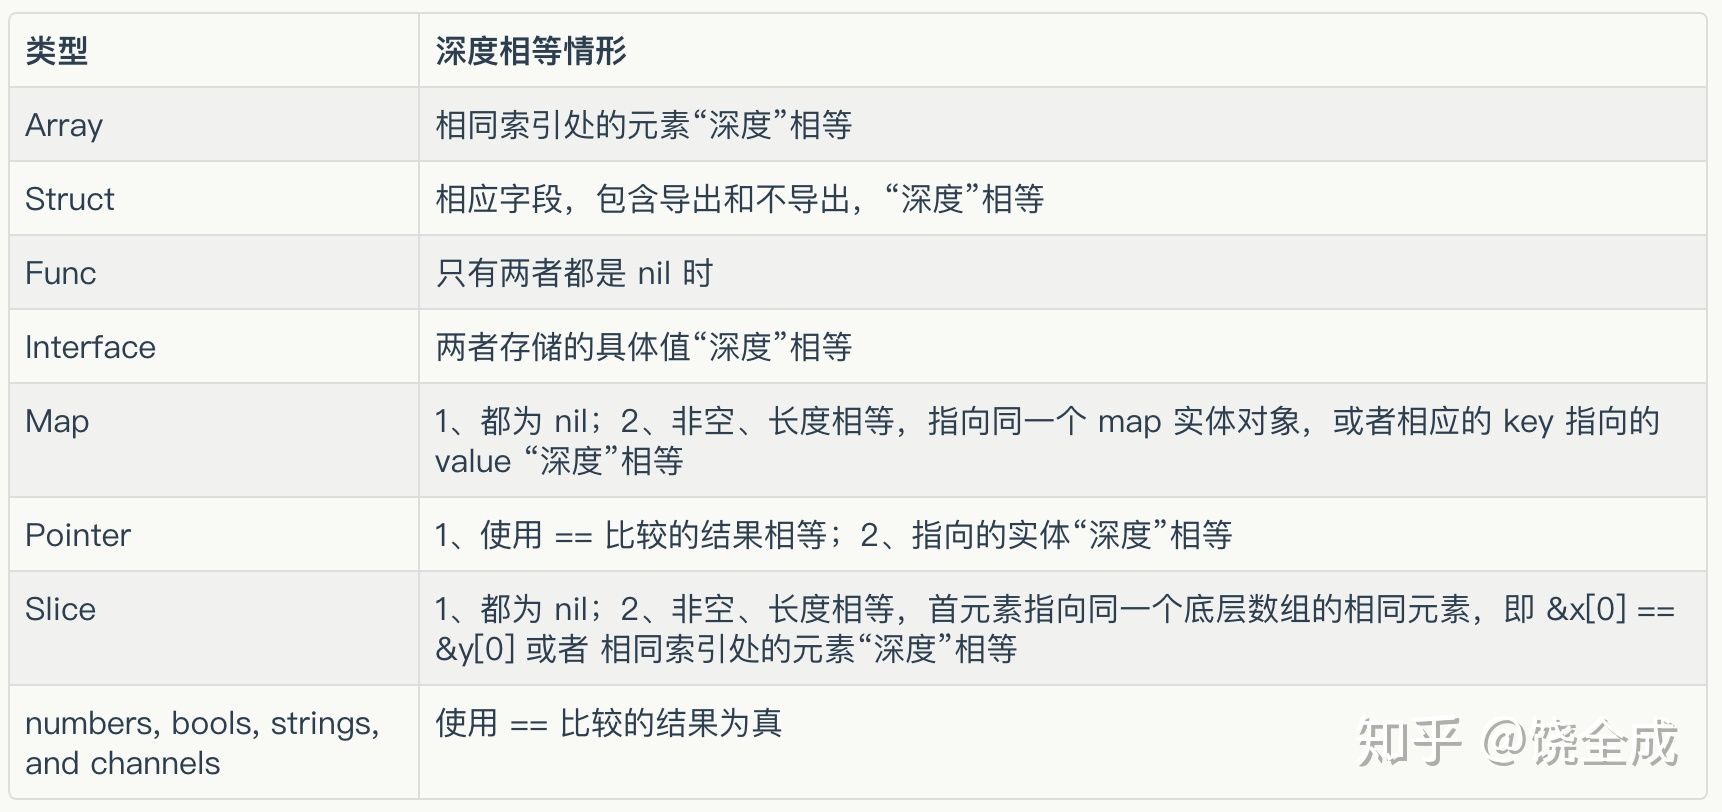 类型
深度相等情形
Array
相同索引处的元素“深度”相等
Struct
相应字段，包含导出和不导出，“深度”相等
Func
只有两者都是 nil 时
Interface
两者存储的具体值“深度”相等
Map
1、都为 nil；2、非空、长度相等，指向同一个 map 实体对象，或者相应的 key 指向的
value “深度”相等
Pointer
1、使用 == 比较的结果相等；2、指向的实体“深度”相等
Slice
1、都为 nil；2、非空、长度相等，首元素指向同一个底层数组的相同元素，即 &x[0] ==
&y[0] 或者 相同索引处的元素“深度”相等
numbers, bools, strings,
and channels
使用 == 比较的结果为真
知乎 @饶全成